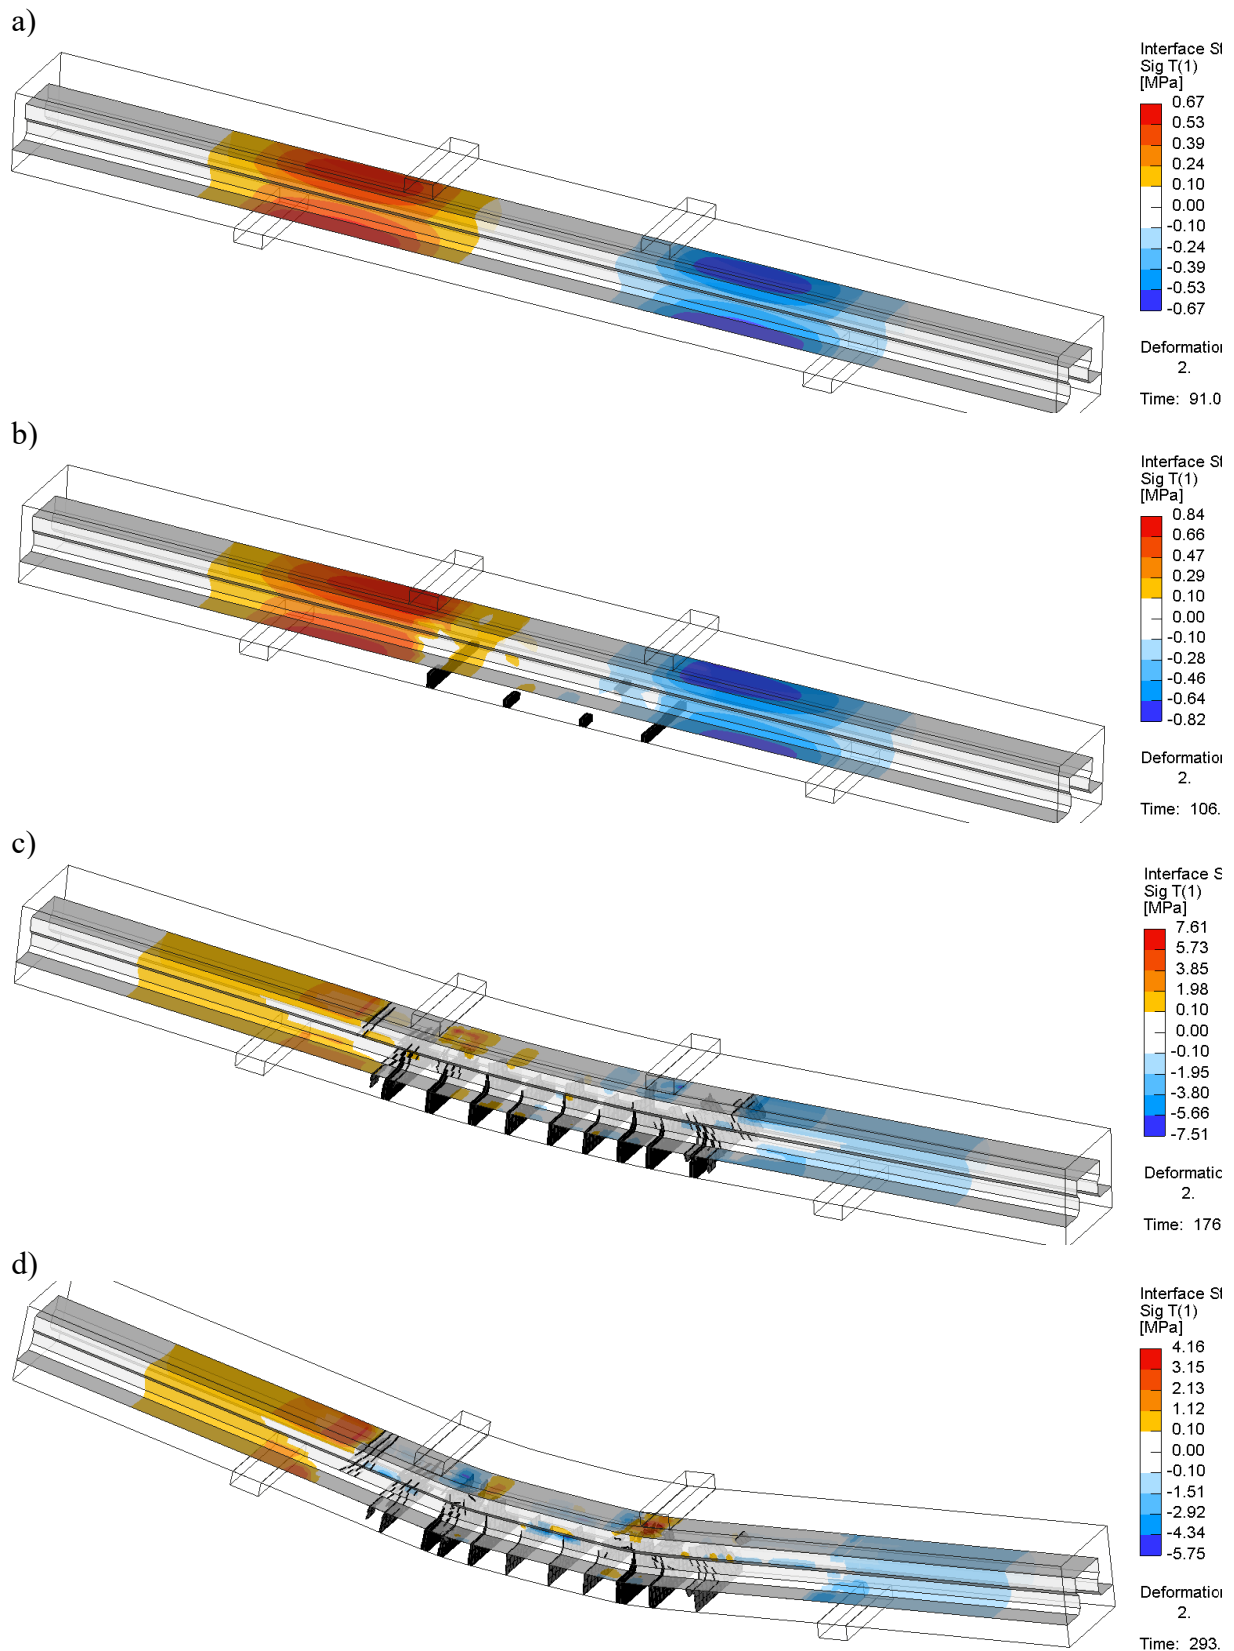 a)
Interface St
Sig T(1)
[MPa]
0.67
0.53
0.39
0.24
0.10
0.00
-0.10
-0.24
-0.39
-0.53
-0.67
Deformation
2.
Time: 91.0
b)
Interface St
Sig T(1)
[MPa]
0.84
0.66
0.47
0.29
0.10
0.00
-0.10
-0.28
-0.46
-0.64
-0.82
Deformation
2.
Time: 106.
c)
Interface S
Sig T(1)
[MPa]
7.61
5.73
3.85
1.98
0.10
0.00
-0.10
-1.95
-3.80
-5.66
-7.51
Deformatic
2.
Time: 176
d)
Interface St
Sig T(1)
[MPa]
4.16
3.15
2.13
1.12
0.10
0.00
-0.10
-1.51
-2.92
-4.34
-5.75
Deformation
2.
Time: 293.